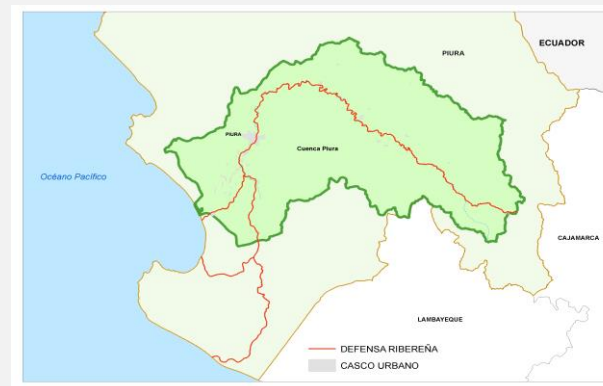 PIURA
ECUADOR
PIURA
Cuenca Piura
Océano Pacífico
CAJAMARCA
LAMBAYEQUE
DEFENSA RIBEREÑA
CASCO URBANO